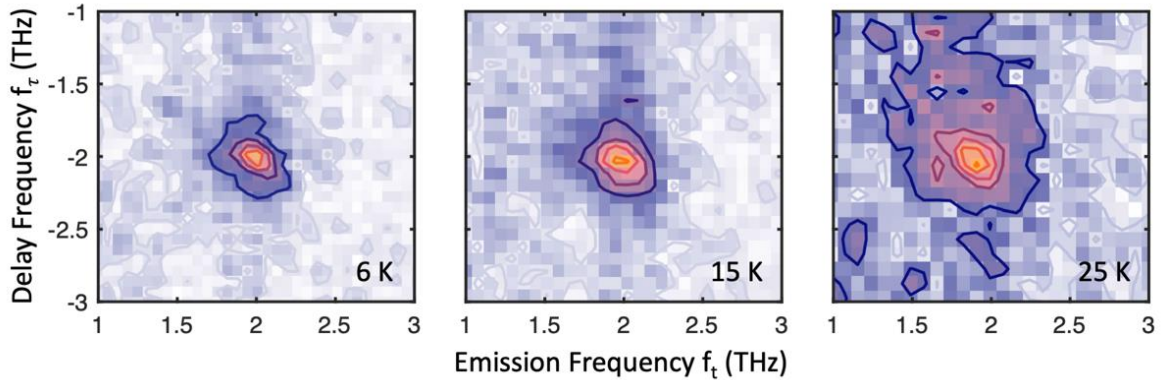 Delay Frequency f_τ (THz)
-1
-1.5
-2
-2.5
-3
6 K
15 K
25 K
1 1.5 2 2.5 3
1 1.5 2 2.5 3
1 1.5 2 2.5 3
Emission Frequency f_t (THz)